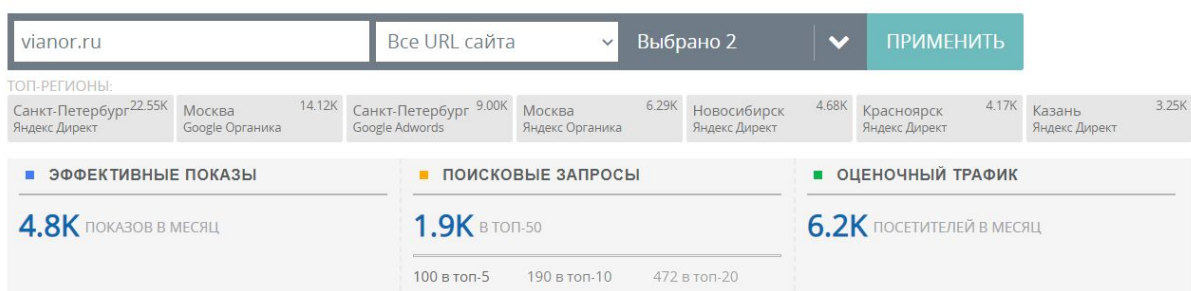 vianor.ru Все URL сайта Выбрано 2 ПРИМЕНИТЬ
ТОП-РЕГИОНЫ:
Санкт-Петербург 22.55K Москва 14.12K Санкт-Петербург 9.00K Москва 6.29K Новосибирск 4.68K Красноярск 4.17K Казань 3.25K
Яндекс Директ Google Органика Google Adwords Яндекс Органика Яндекс Директ Яндекс Директ Яндекс Директ
ЭФФЕКТИВНЫЕ ПОКАЗЫ ПОИСКОВЫЕ ЗАПРОСЫ ОЦЕНОЧНЫЙ ТРАФИК
4.8K ПОКАЗОВ В МЕСЯЦ 1.9K В ТОП-50 6.2K ПОСЕТИТЕЛЕЙ В МЕСЯЦ
100 в топ-5 190 в топ-10 472 в топ-20